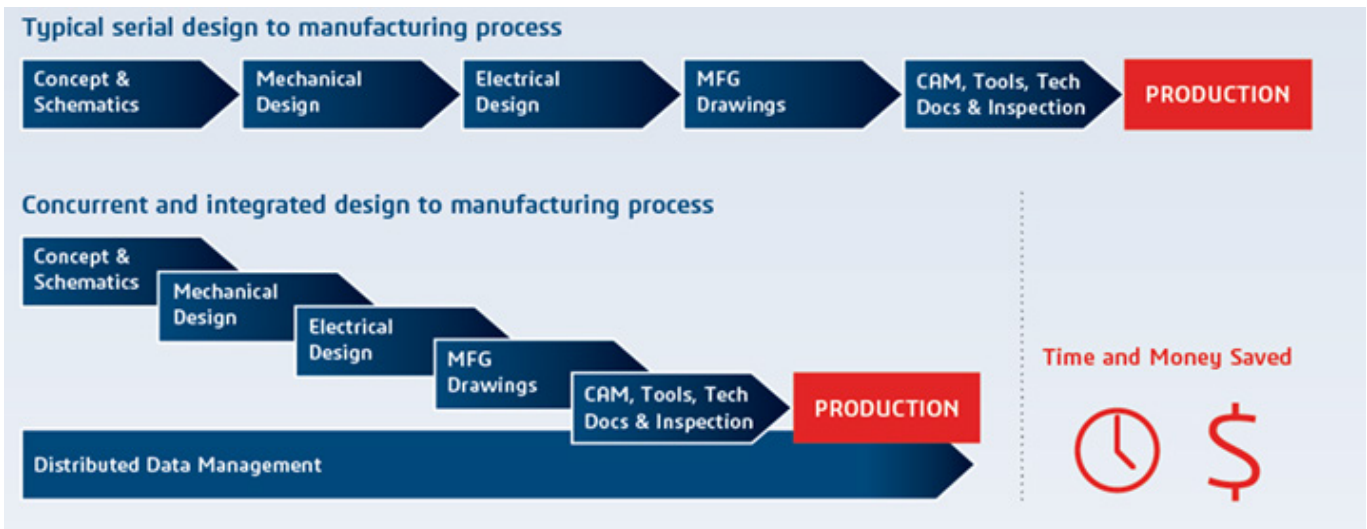 Typical serial design to manufacturing process
Concept &
Schematics
Mechanical
Design
Electrical
Design
MFG
Drawings
CAM, Tools, Tech
Docs & Inspection
PRODUCTION
Concurrent and integrated design to manufacturing process
Concept &
Schematics
Mechanical
Design
Electrical
Design
MFG
Drawings
CAM, Tools, Tech
Docs & Inspection
PRODUCTION
Distributed Data Management
Time and Money Saved
$